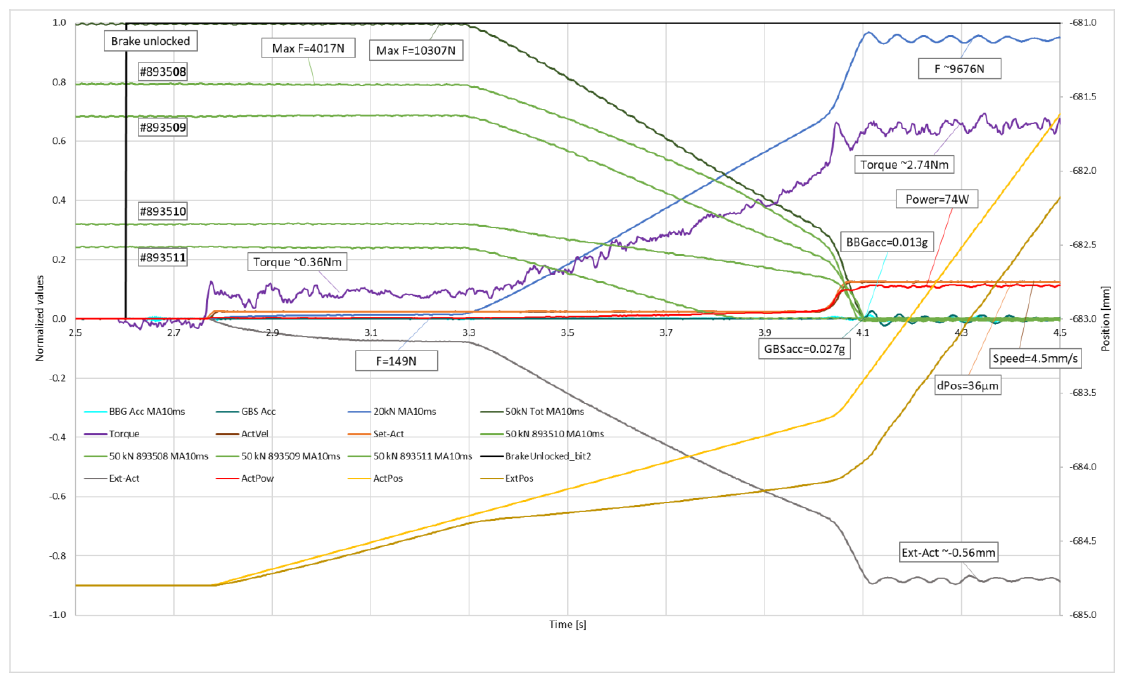 1.0
-681.0
Brake unlocked
Max F=4017N
Max F=10307N
F ~9676N
#893508
0.8
-681.5
#893509
0.6
Torque ~2.74Nm
-682.0
Power=74W
0.4
#893510
BBGacc=0.013g
-682.5
#893511
Torque ~0.36Nm
0.2
0.0
-683.0
2.5 2.7 2.9 3.1 3.3 3.5 3.7 3.9 4.1 4.3 4.5
Normalized values
Position [mm]
F=149N
GBSacc=0.027g
Speed=4.5mm/s
-0.2
dPos=36μm
-683.5
BBG Acc MA10ms GBS Acc 20kN MA10ms 50kN Tot MA10ms
-0.4
Torque ActVel Set-Act 50 kN 893510 MA10ms
50 kN 893508 MA10ms 50 kN 893509 MA10ms 50 kN 893511 MA10ms BrakeUnlocked_bit2
-684.0
Ext-Act ActPow ActPos ExtPos
-0.6
-684.5
Ext-Act ~-0.56mm
-0.8
-1.0
-685.0
Time [s]